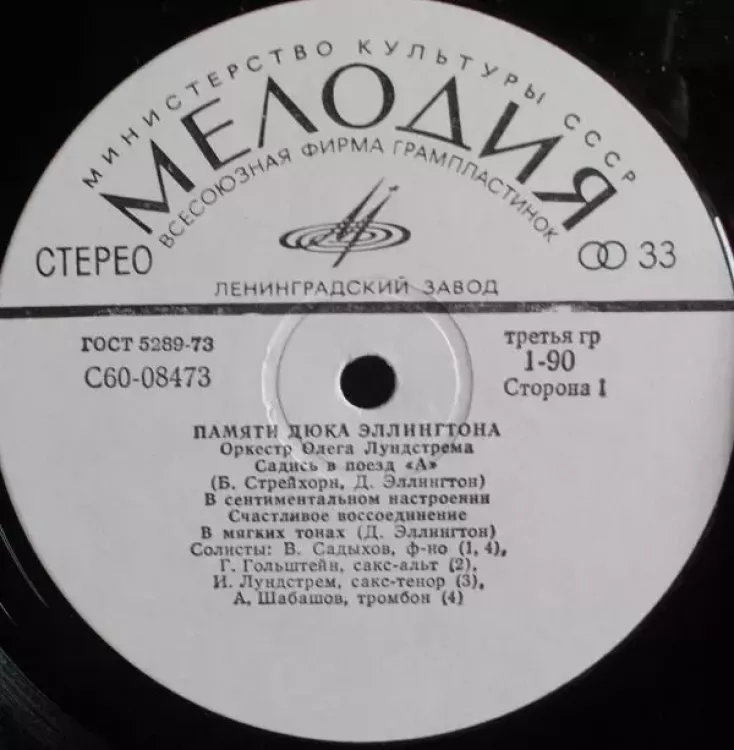 МИНИСТЕРСТВО КУЛЬТУРЫ СССР
МЕЛОДИЯ
ВСЕСОЮЗНАЯ ФИРМА ГРАМПЛАСТИНОК
СТЕРЕО
33
ЛЕНИНГРАДСКИЙ ЗАВОД
ГОСТ 5289-73
третья гр
С60-08473
1-90
Сторона I
ПАМЯТИ ДЮКА ЭЛЛИНГТОНА
Оркестр Олега Лундстрема
Садись в поезд «А»
(Б. Стрейхорн, Д. Эллингтон)
В сентиментальном настроении
Счастливое воссоединение
В мягких тонах (Д. Эллингтон)
Солисты: В. Садыхов, ф-но (1, 4),
Г. Гольштейн, сакс-альт (2),
И. Лундстрем, сакс-тенор (3),
А, Шабашов, тромбон (4)